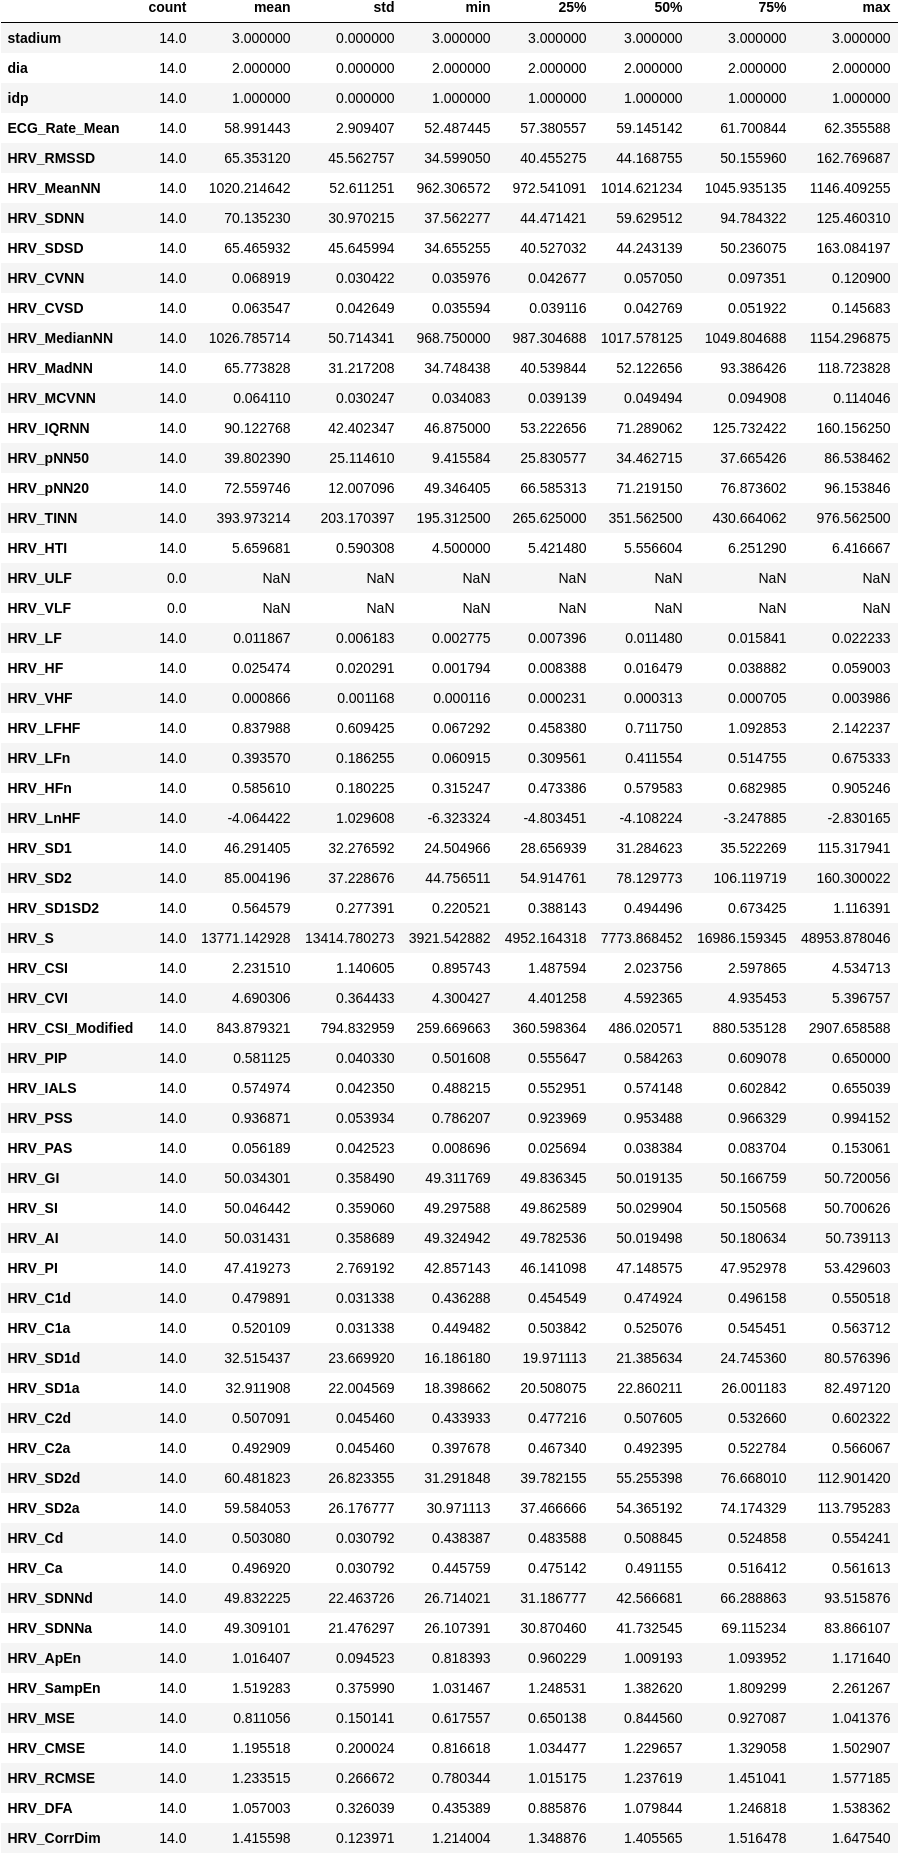 count mean std min 25% 50% 75% max
stadium 14.0 3.000000 0.000000 3.000000 3.000000 3.000000 3.000000 3.000000
dia 14.0 2.000000 0.000000 2.000000 2.000000 2.000000 2.000000 2.000000
idp 14.0 1.000000 0.000000 1.000000 1.000000 1.000000 1.000000 1.000000
ECG_Rate_Mean 14.0 58.991443 2.909407 52.487445 57.380557 59.145142 61.700844 62.355588
HRV_RMSSD 14.0 65.353120 45.562757 34.599050 40.455275 44.168755 50.155960 162.769687
HRV_MeanNN 14.0 1020.214642 52.611251 962.306572 972.541091 1014.621234 1045.935135 1146.409255
HRV_SDNN 14.0 70.135230 30.970215 37.562277 44.471421 59.629512 94.784322 125.460310
HRV_SDSD 14.0 65.465932 45.645994 34.655255 40.527032 44.243139 50.236075 163.084197
HRV_CVNN 14.0 0.068919 0.030422 0.035976 0.042677 0.057050 0.097351 0.120900
HRV_CVSD 14.0 0.063547 0.042649 0.035594 0.039116 0.042769 0.051922 0.145683
HRV_MedianNN 14.0 1026.785714 50.714341 968.750000 987.304688 1017.578125 1049.804688 1154.296875
HRV_MadNN 14.0 65.773828 31.217208 34.748438 40.539844 52.122656 93.386426 118.723828
HRV_MCVNN 14.0 0.064110 0.030247 0.034083 0.039139 0.049494 0.094908 0.114046
HRV_IQRNN 14.0 90.122768 42.402347 46.875000 53.222656 71.289062 125.732422 160.156250
HRV_pNN50 14.0 39.802390 25.114610 9.415584 25.830577 34.462715 37.665426 86.538462
HRV_pNN20 14.0 72.559746 12.007096 49.346405 66.585313 71.219150 76.873602 96.153846
HRV_TINN 14.0 393.973214 203.170397 195.312500 265.625000 351.562500 430.664062 976.562500
HRV_HTI 14.0 5.659681 0.590308 4.500000 5.421480 5.556604 6.251290 6.416667
HRV_ULF 0.0 NaN NaN NaN NaN NaN NaN NaN
HRV_VLF 0.0 NaN NaN NaN NaN NaN NaN NaN
HRV_LF 14.0 0.011867 0.006183 0.002775 0.007396 0.011480 0.015841 0.022233
HRV_HF 14.0 0.025474 0.020291 0.001794 0.008388 0.016479 0.038882 0.059003
HRV_VHF 14.0 0.000866 0.001168 0.000116 0.000231 0.000313 0.000705 0.003986
HRV_LFHF 14.0 0.837988 0.609425 0.067292 0.458380 0.711750 1.092853 2.142237
HRV_LFn 14.0 0.393570 0.186255 0.060915 0.309561 0.411554 0.514755 0.675333
HRV_HFn 14.0 0.585610 0.180225 0.315247 0.473386 0.579583 0.682985 0.905246
HRV_LnHF 14.0 -4.064422 1.029608 -6.323324 -4.803451 -4.108224 -3.247885 -2.830165
HRV_SD1 14.0 46.291405 32.276592 24.504966 28.656939 31.284623 35.522269 115.317941
HRV_SD2 14.0 85.004196 37.228676 44.756511 54.914761 78.129773 106.119719 160.300022
HRV_SD1SD2 14.0 0.564579 0.277391 0.220521 0.388143 0.494496 0.673425 1.116391
HRV_S 14.0 13771.142928 13414.780273 3921.542882 4952.164318 7773.868452 16986.159345 48953.878046
HRV_CSI 14.0 2.231510 1.140605 0.895743 1.487594 2.023756 2.597865 4.534713
HRV_CVI 14.0 4.690306 0.364433 4.300427 4.401258 4.592365 4.935453 5.396757
HRV_CSI_Modified 14.0 843.879321 794.832959 259.669663 360.598364 486.020571 880.535128 2907.658588
HRV_PIP 14.0 0.581125 0.040330 0.501608 0.555647 0.584263 0.609078 0.650000
HRV_IALS 14.0 0.574974 0.042350 0.488215 0.552951 0.574148 0.602842 0.655039
HRV_PSS 14.0 0.936871 0.053934 0.786207 0.923969 0.953488 0.966329 0.994152
HRV_PAS 14.0 0.056189 0.042523 0.008696 0.025694 0.038384 0.083704 0.153061
HRV_GI 14.0 50.034301 0.358490 49.311769 49.836345 50.019135 50.166759 50.720056
HRV_SI 14.0 50.046442 0.359060 49.297588 49.862589 50.029904 50.150568 50.700626
HRV_AI 14.0 50.031431 0.358689 49.324942 49.782536 50.019498 50.180634 50.739113
HRV_PI 14.0 47.419273 2.769192 42.857143 46.141098 47.148575 47.952978 53.429603
HRV_C1d 14.0 0.479891 0.031338 0.436288 0.454549 0.474924 0.496158 0.550518
HRV_C1a 14.0 0.520109 0.031338 0.449482 0.503842 0.525076 0.545451 0.563712
HRV_SD1d 14.0 32.515437 23.669920 16.186180 19.971113 21.385634 24.745360 80.576396
HRV_SD1a 14.0 32.911908 22.004569 18.398662 20.508075 22.860211 26.001183 82.497120
HRV_C2d 14.0 0.507091 0.045460 0.433933 0.477216 0.507605 0.532660 0.602322
HRV_C2a 14.0 0.492909 0.045460 0.397678 0.467340 0.492395 0.522784 0.566067
HRV_SD2d 14.0 60.481823 26.823355 31.291848 39.782155 55.255398 76.668010 112.901420
HRV_SD2a 14.0 59.584053 26.176777 30.971113 37.466666 54.365192 74.174329 113.795283
HRV_Cd 14.0 0.503080 0.030792 0.438387 0.483588 0.508845 0.524858 0.554241
HRV_Ca 14.0 0.496920 0.030792 0.445759 0.475142 0.491155 0.516412 0.561613
HRV_SDNNd 14.0 49.832225 22.463726 26.714021 31.186777 42.566681 66.288863 93.515876
HRV_SDNNa 14.0 49.309101 21.476297 26.107391 30.870460 41.732545 69.115234 83.866107
HRV_ApEn 14.0 1.016407 0.094523 0.818393 0.960229 1.009193 1.093952 1.171640
HRV_SampEn 14.0 1.519283 0.375990 1.031467 1.248531 1.382620 1.809299 2.261267
HRV_MSE 14.0 0.811056 0.150141 0.617557 0.650138 0.844560 0.927087 1.041376
HRV_CMSE 14.0 1.195518 0.200024 0.816618 1.034477 1.229657 1.329058 1.502907
HRV_RCMSE 14.0 1.233515 0.266672 0.780344 1.015175 1.237619 1.451041 1.577185
HRV_DFA 14.0 1.057003 0.326039 0.435389 0.885876 1.079844 1.246818 1.538362
HRV_CorrDim 14.0 1.415598 0.123971 1.214004 1.348876 1.405565 1.516478 1.647540